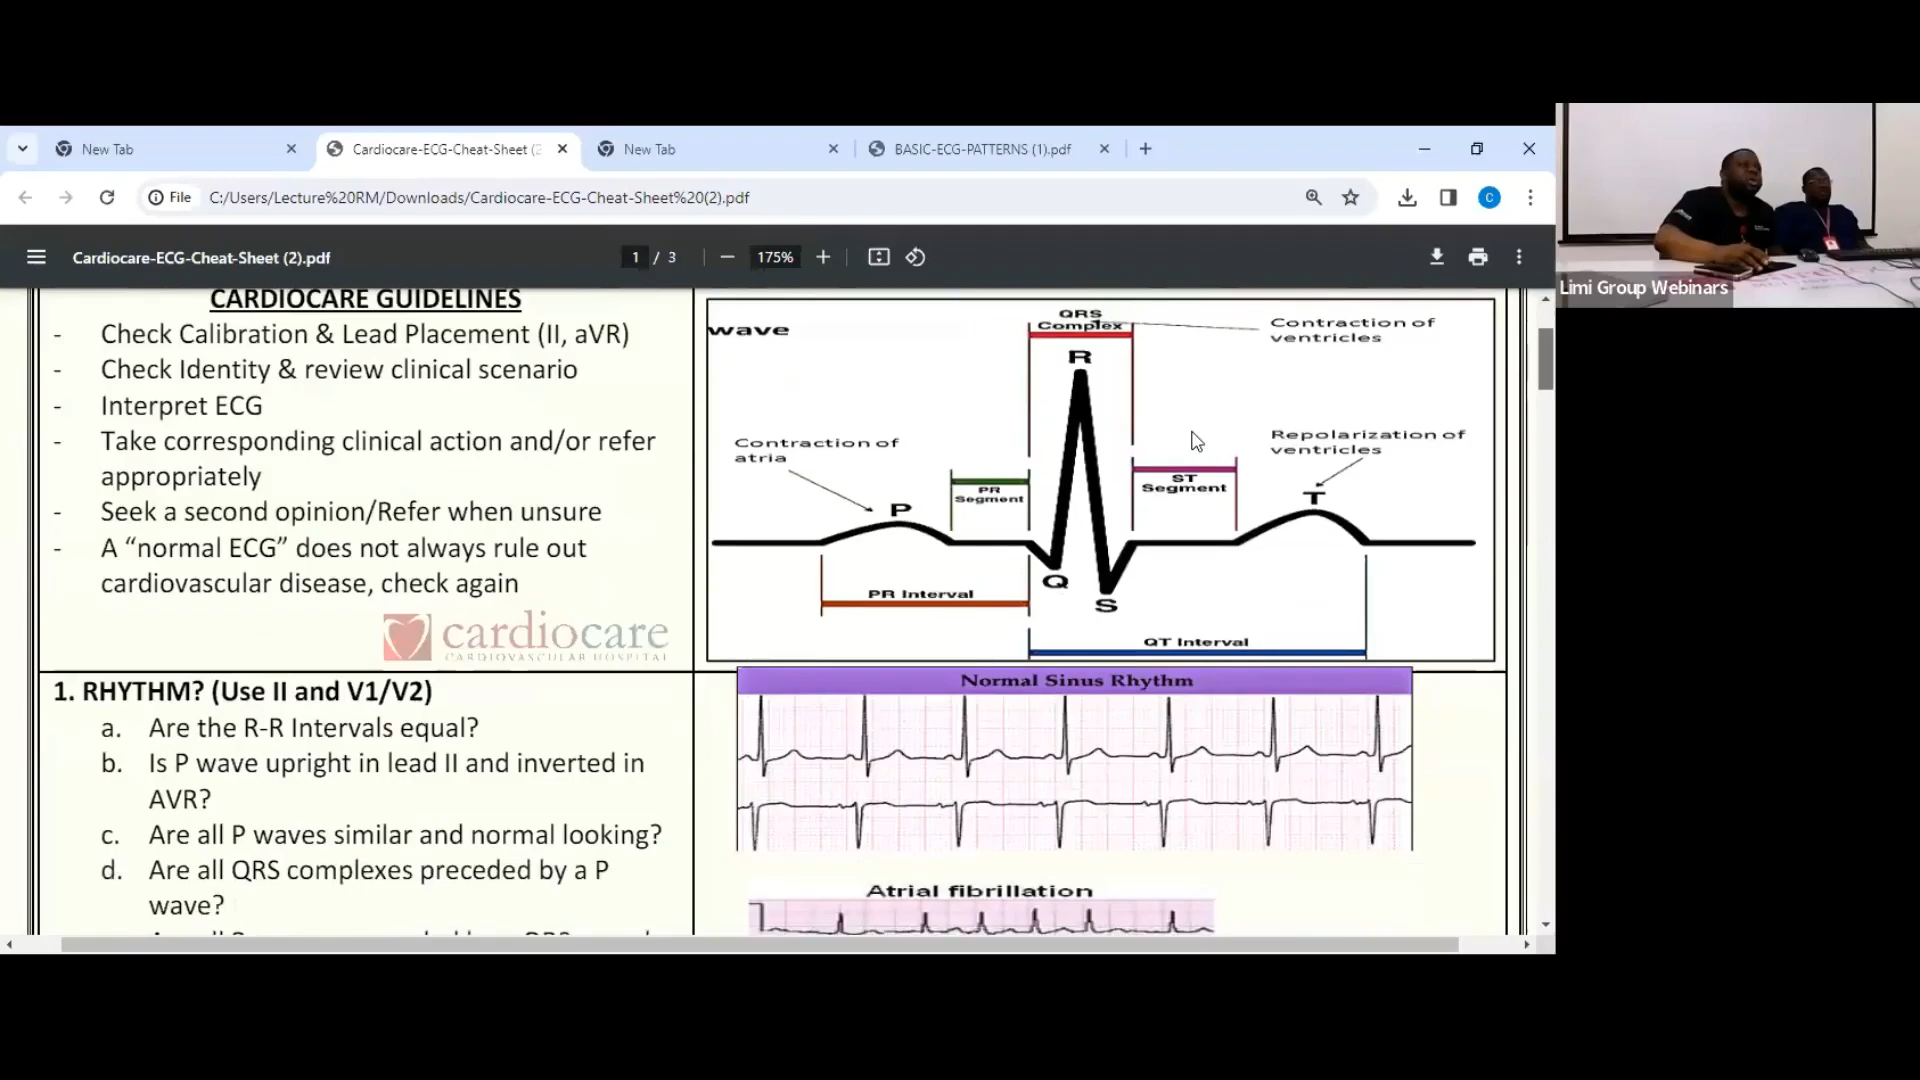 New Tab
Cardiocare-ECG-Cheat-Sheet (2
New Tab
BASIC-ECG-PATTERNS (1).pdf
File
C:/Users/Lecture%20RM/Downloads/Cardiocare-ECG-Cheat-Sheet%20(2).pdf
C
Cardiocare-ECG-Cheat-Sheet (2).pdf
1 / 3
175%
Limi Group Webinars
CARDIOCARE GUIDELINES
- Check Calibration & Lead Placement (II, aVR)
- Check Identity & review clinical scenario
- Interpret ECG
- Take corresponding clinical action and/or refer
appropriately
- Seek a second opinion/Refer when unsure
- A “normal ECG” does not always rule out
cardiovascular disease, check again
cardiocare
CARDIOVASCULAR HOSPITAL
wave
QRS
Complex
Contraction of
ventricles
R
Contraction of
atria
Repolarization of
ventricles
PR
Segment
ST
Segment
P
T
Q
S
PR Interval
QT Interval
1. RHYTHM? (Use II and V1/V2)
a. Are the R-R Intervals equal?
b. Is P wave upright in lead II and inverted in
AVR?
c. Are all P waves similar and normal looking?
d. Are all QRS complexes preceded by a P
wave?
Normal Sinus Rhythm
Atrial fibrillation